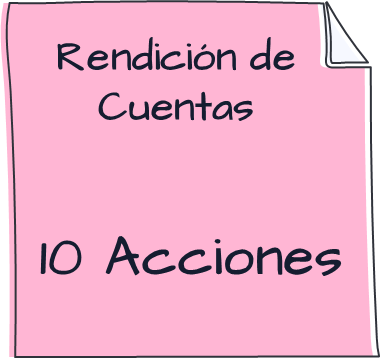 Rendición de
Cuentas
10 Acciones